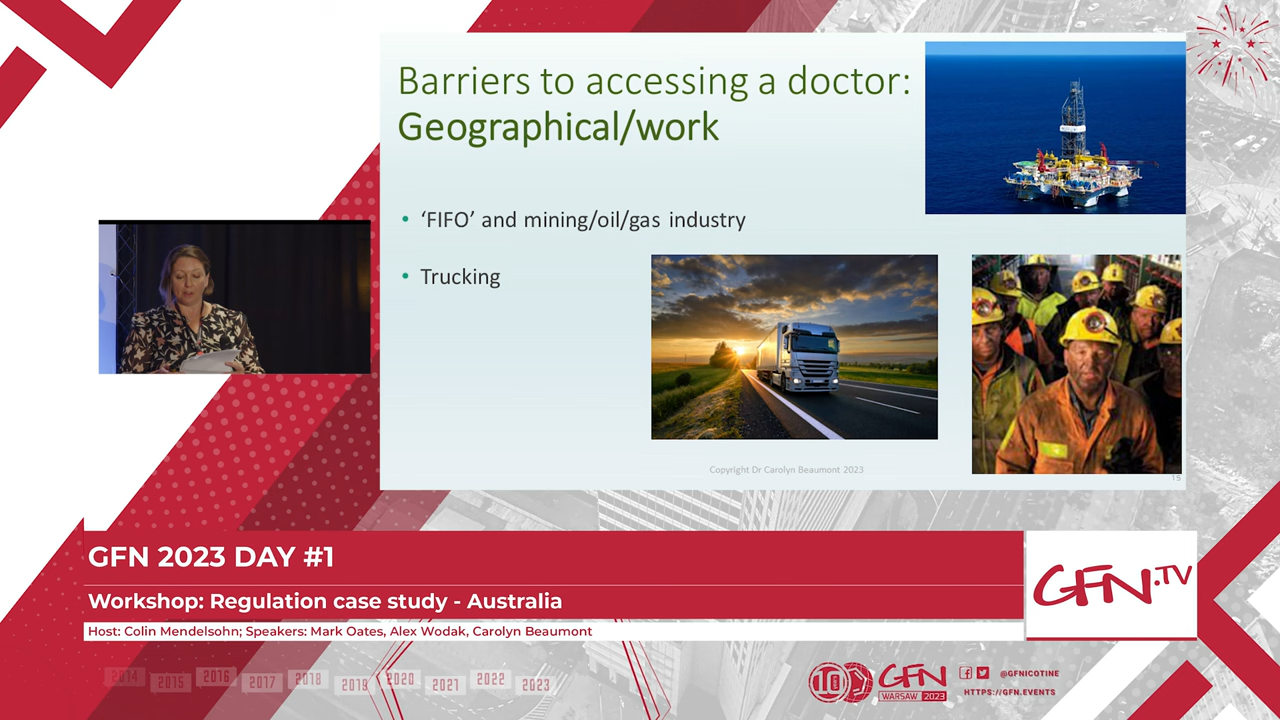 Barriers to accessing a doctor:
Geographical/work
• ‘FIFO’ and mining/oil/gas industry
• Trucking
Copyright Dr Carolyn Beaumont 2023
15
GFN 2023 DAY #1
Workshop: Regulation case study - Australia
Host: Colin Mendelsohn; Speakers: Mark Oates, Alex Wodak, Carolyn Beaumont
GFN.TV
2014 2015 2016 2017 2018 2019 2020 2021 2022 2023
10 GFN
WARSAW 2023
@GFNICOTINE
HTTPS://GFN.EVENTS